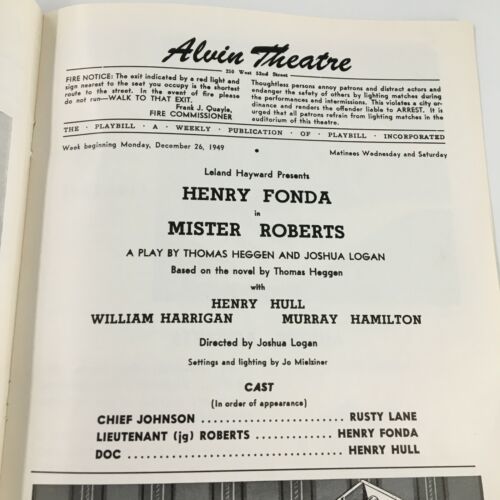 Alvin Theatre
250 West 52nd Street
FIRE NOTICE: The exit indicated by a red light and
sign nearest to the seat you occupy is the shortest
route to the street. In the event of fire please
do not run—WALK TO THAT EXIT.
Frank J. Quayle,
FIRE COMMISSIONER
Thoughtless persons annoy patrons and distract actors and
endanger the safety of others by lighting matches during
the performances and intermissions. This violates a city or-
dinance and renders the offender liable to ARREST. It is
urged that all patrons refrain from lighting matches in the
auditorium of this theatre.
THE · PLAYBILL · A · WEEKLY · PUBLICATION · OF · PLAYBILL · INCORPORATED
Week beginning Monday, December 26, 1949 • Matinees Wednesday and Saturday
Leland Hayward Presents
HENRY FONDA
in
MISTER ROBERTS
A PLAY BY THOMAS HEGGEN AND JOSHUA LOGAN
Based on the novel by Thomas Heggen
with
HENRY HULL
WILLIAM HARRIGAN MURRAY HAMILTON
Directed by Joshua Logan
Settings and lighting by Jo Mielziner
CAST
(In order of appearance)
CHIEF JOHNSON .......................... RUSTY LANE
LIEUTENANT (jg) ROBERTS ............. HENRY FONDA
DOC .................................... HENRY HULL